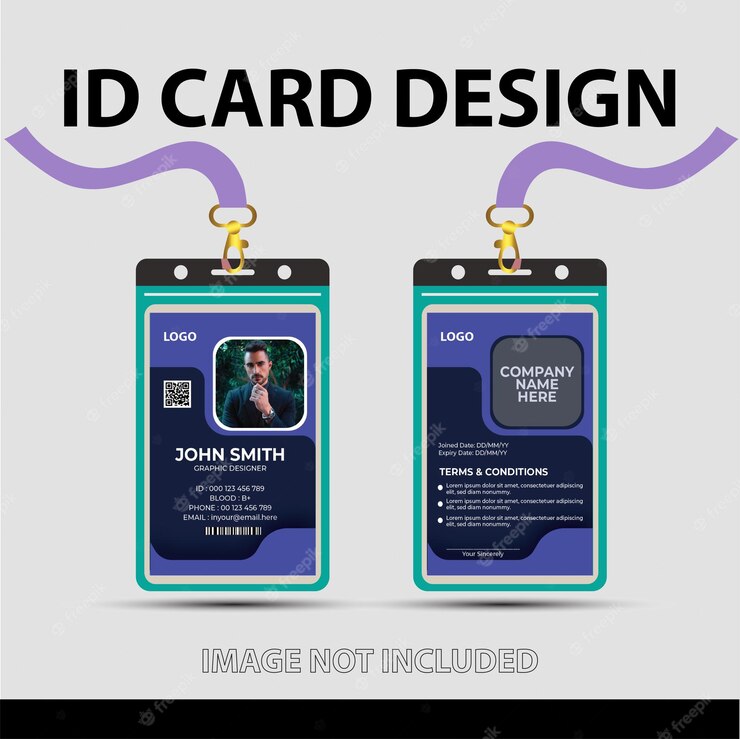 ID CARD DESIGN
LOGO
JOHN SMITH
GRAPHIC DESIGNER
ID : 000 123 456 789
BLOOD : B+
PHONE : 00 123 456 789
EMAIL : inyour@email.here
LOGO
COMPANY
NAME
HERE
Joined Date: DD/MM/YY
Expiry Date: DD/MM/YY
TERMS & CONDITIONS
Lorem ipsum dolor sit amet, consectetuer adipiscing
elit, sed diam nonummy.
Lorem ipsum dolor sit amet, consectetuer adipiscing
elit, sed diam nonummy.
Lorem ipsum dolor sit amet, consectetuer adipiscing
elit, sed diam nonummy.
Your Sincerely
IMAGE NOT INCLUDED
freepik